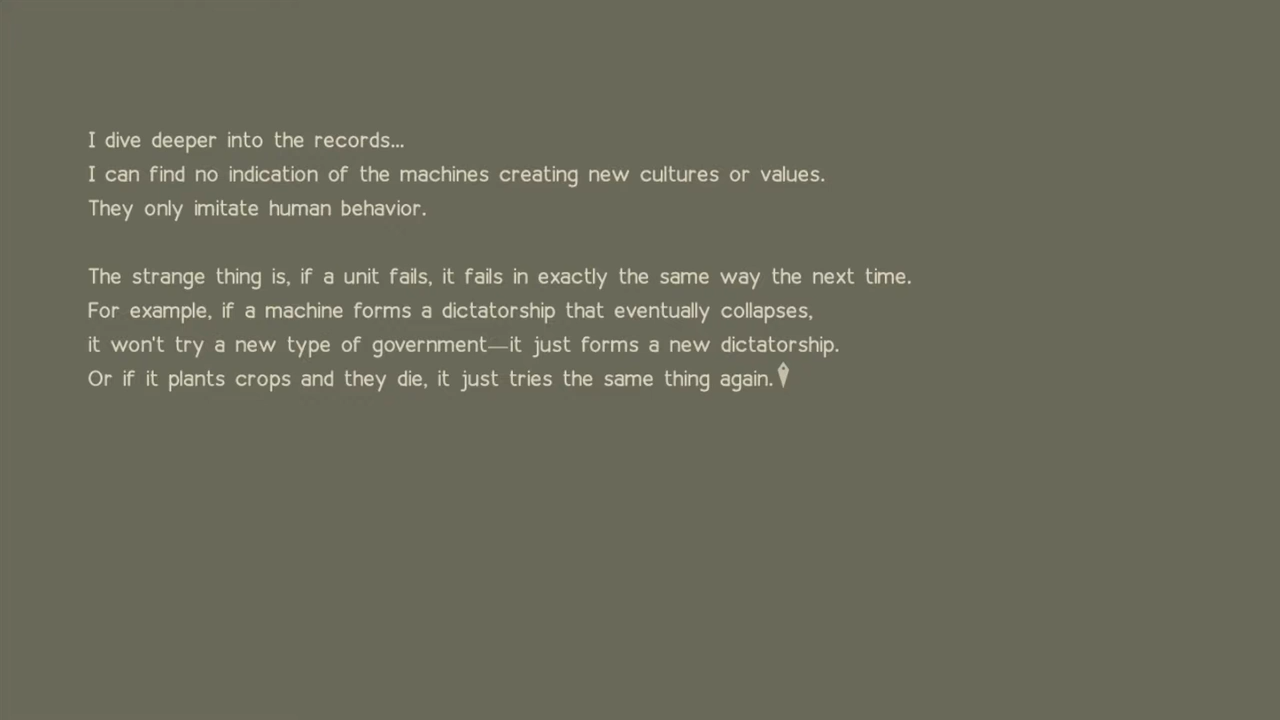 I dive deeper into the records...
I can find no indication of the machines creating new cultures or values.
They only imitate human behavior.
The strange thing is, if a unit fails, it fails in exactly the same way the next time.
For example, if a machine forms a dictatorship that eventually collapses,
it won't try a new type of government—it just forms a new dictatorship.
Or if it plants crops and they die, it just tries the same thing again.